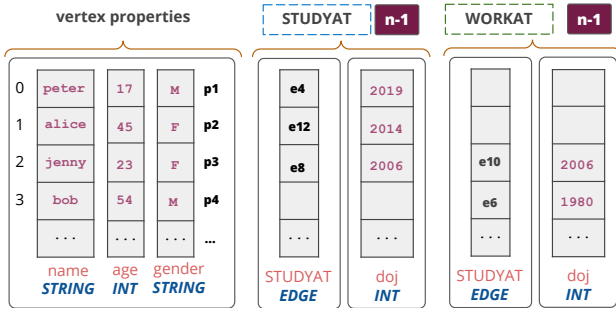 vertex properties STUDYAT n-1 WORKAT n-1
0 peter 17 M p1 e4 2019
1 alice 45 F p2 e12 2014
2 jenny 23 F p3 e8 2006 e10 2006
3 bob 54 M p4 e6 1980
... ... ... ... ... ... ... ...
name age gender STUDYAT doj STUDYAT doj
STRING INT STRING EDGE INT EDGE INT